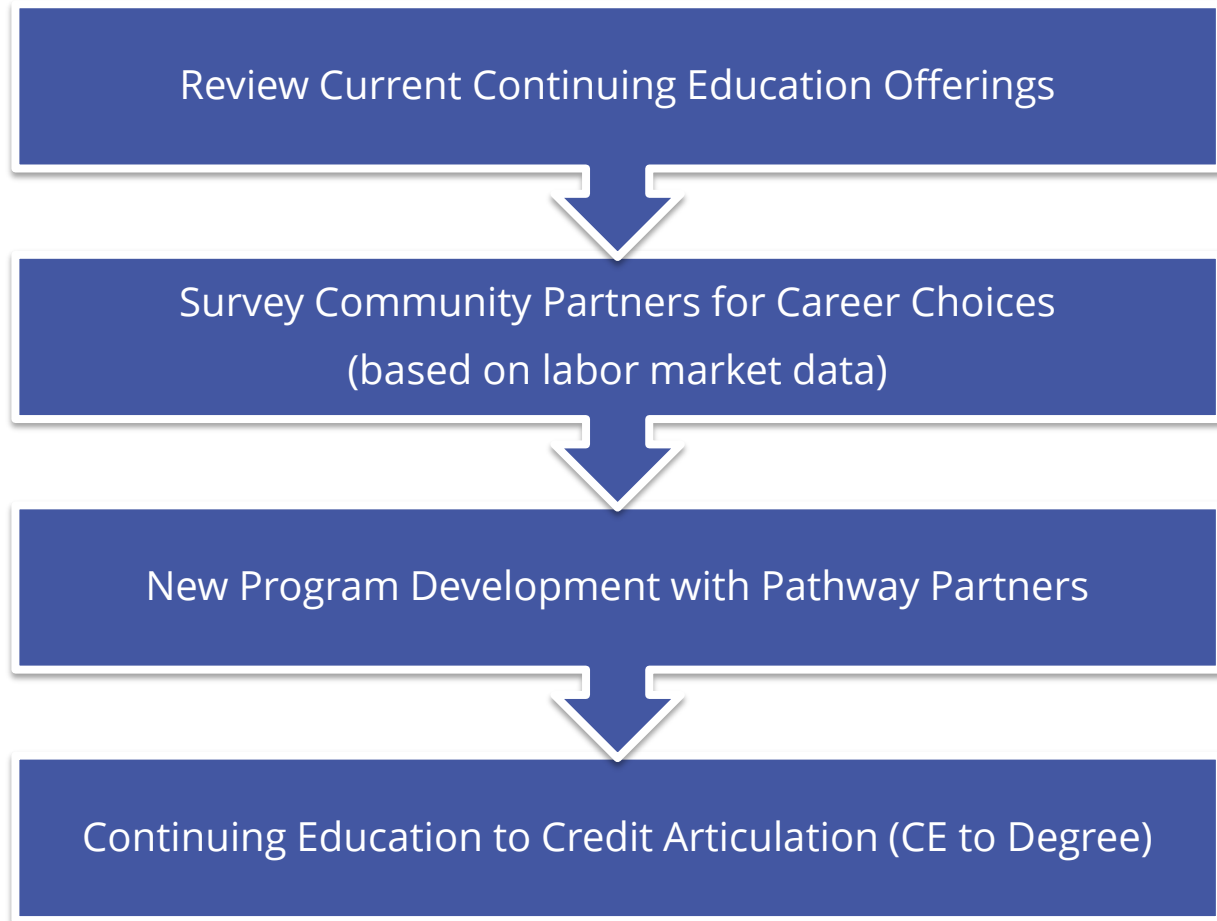 Review Current Continuing Education Offerings
Survey Community Partners for Career Choices
(based on labor market data)
New Program Development with Pathway Partners
Continuing Education to Credit Articulation (CE to Degree)